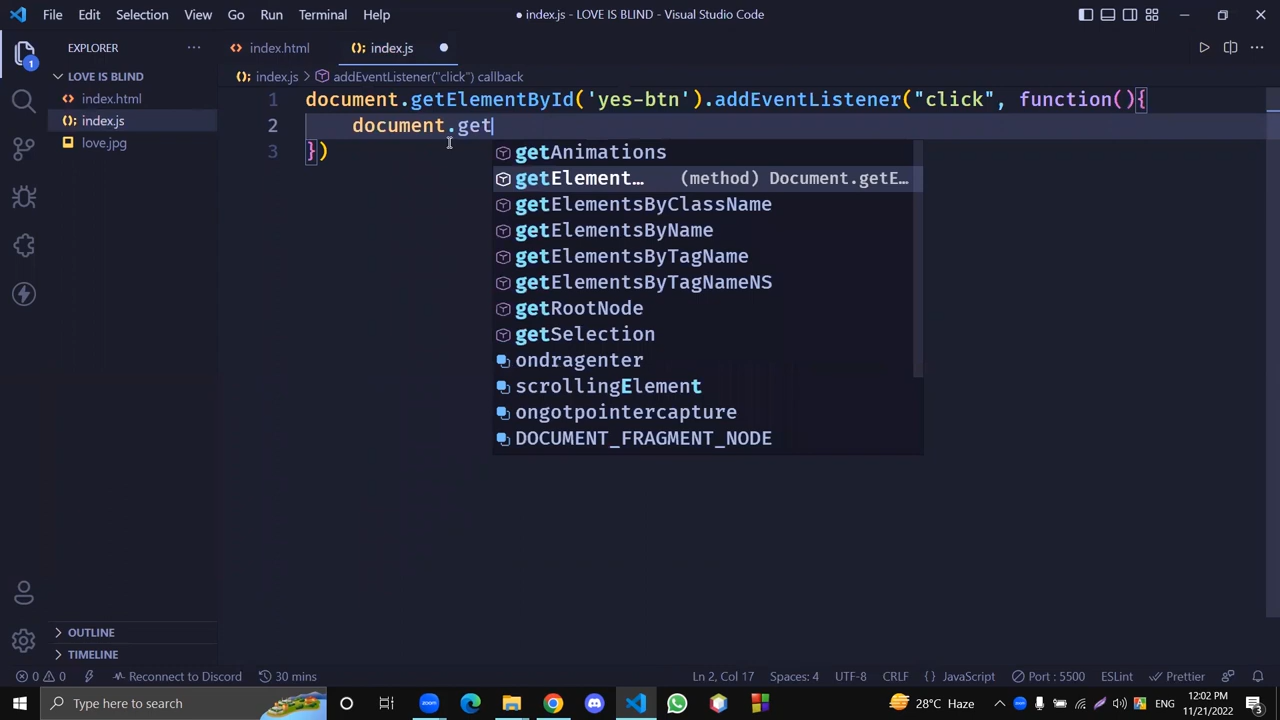 File Edit Selection View Go Run Terminal Help
● index.js - LOVE IS BLIND - Visual Studio Code
EXPLORER
index.html
index.js
1
LOVE IS BLIND
index.html
index.js
love.jpg
index.js > addEventListener("click") callback
1 document.getElementById('yes-btn').addEventListener("click", function(){
2 document.get
3 })
getAnimations
getElement… (method) Document.getE…
getElementsByClassName
getElementsByName
getElementsByTagName
getElementsByTagNameNS
getRootNode
getSelection
ondragenter
scrollingElement
ongotpointercapture
DOCUMENT_FRAGMENT_NODE
OUTLINE
TIMELINE
0 0 Reconnect to Discord 30 mins
Ln 2, Col 17 Spaces: 4 UTF-8 CRLF {} JavaScript Port : 5500 ESLint Prettier
Type here to search
28°C Haze
ENG
12:02 PM
11/21/2022
3